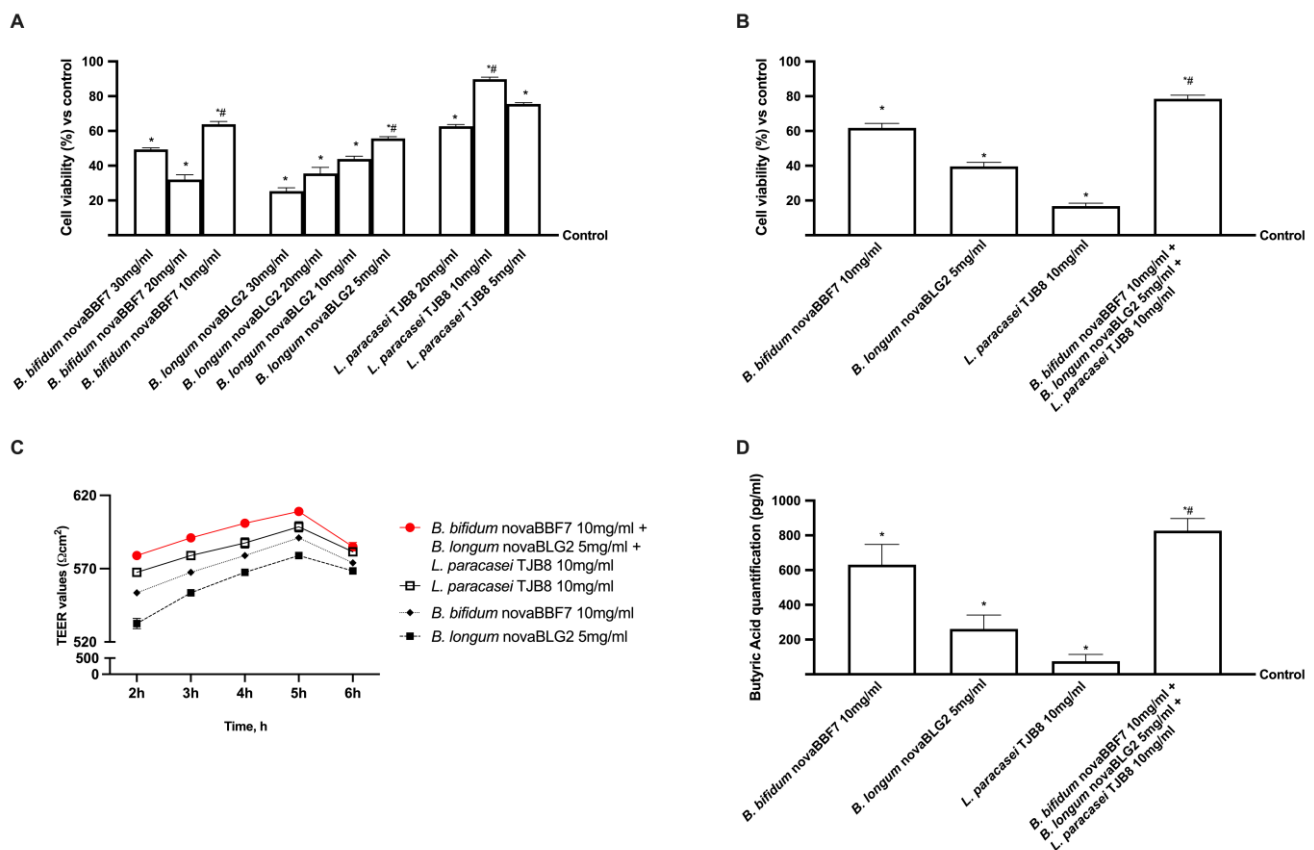 A
Cell viability (%) vs control
100
80
60
40
20
*
*
*#
*
*
*
*#
*
*#
*
Control
B. bifidum novaBBF7 30mg/ml
B. bifidum novaBBF7 20mg/ml
B. bifidum novaBBF7 10mg/ml
B. longum novaBLG2 30mg/ml
B. longum novaBLG2 20mg/ml
B. longum novaBLG2 10mg/ml
B. longum novaBLG2 5mg/ml
L. paracasei TJB8 20mg/ml
L. paracasei TJB8 10mg/ml
L. paracasei TJB8 5mg/ml
B
Cell viability (%) vs control
100
80
60
40
20
*
*
*
*#
Control
B. bifidum novaBBF7 10mg/ml
B. longum novaBLG2 5mg/ml
L. paracasei TJB8 10mg/ml
B. bifidum novaBBF7 10mg/ml +
B. longum novaBLG2 5mg/ml +
L. paracasei TJB8 10mg/ml
C
TEER values (Ωcm²)
620
570
520
500
0
2h
3h
4h
5h
6h
Time, h
B. bifidum novaBBF7 10mg/ml +
B. longum novaBLG2 5mg/ml +
L. paracasei TJB8 10mg/ml
L. paracasei TJB8 10mg/ml
B. bifidum novaBBF7 10mg/ml
B. longum novaBLG2 5mg/ml
D
Butyric Acid quantification (pg/ml)
1000
800
600
400
200
*
*
*
*#
Control
B. bifidum novaBBF7 10mg/ml
B. longum novaBLG2 5mg/ml
L. paracasei TJB8 10mg/ml
B. bifidum novaBBF7 10mg/ml +
B. longum novaBLG2 5mg/ml +
L. paracasei TJB8 10mg/ml